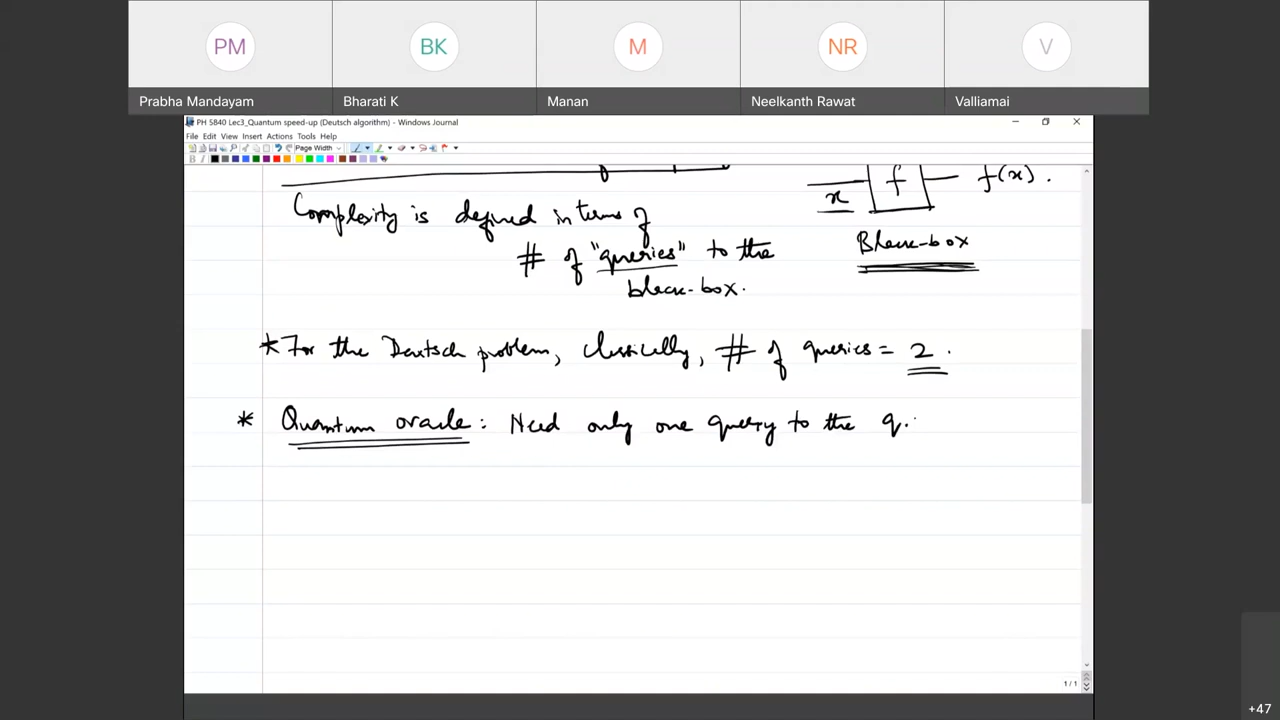 PM BK M NR V
Prabha Mandayam Bharati K Manan Neelkanth Rawat Valliamai
PH 5840 Lec3_Quantum speed-up (Deutsch algorithm) - Windows Journal
File Edit View Insert Actions Tools Help
Page Width
B I
x f f(x).
Complexity is defined in terms of
# of "queries" to the
black-box.
Black-box
* For the Deutsch problem, classically, # of queries = 2.
* Quantum oracle: Need only one query to the q.
1 / 1
+47